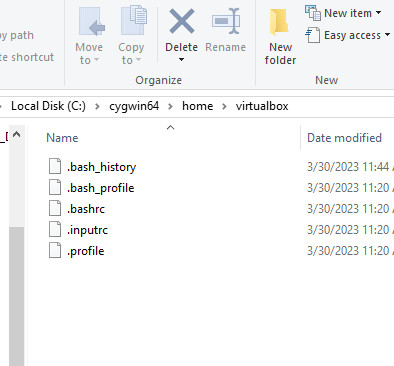 py path
te shortcut
Move to
Copy to
Delete
Rename
New folder
New item
Easy access
Organize
New
Local Disk (C:) > cygwin64 > home > virtualbox
Name Date modified
.bash_history 3/30/2023 11:44
.bash_profile 3/30/2023 11:20
.bashrc 3/30/2023 11:20
.inputrc 3/30/2023 11:20
.profile 3/30/2023 11:20